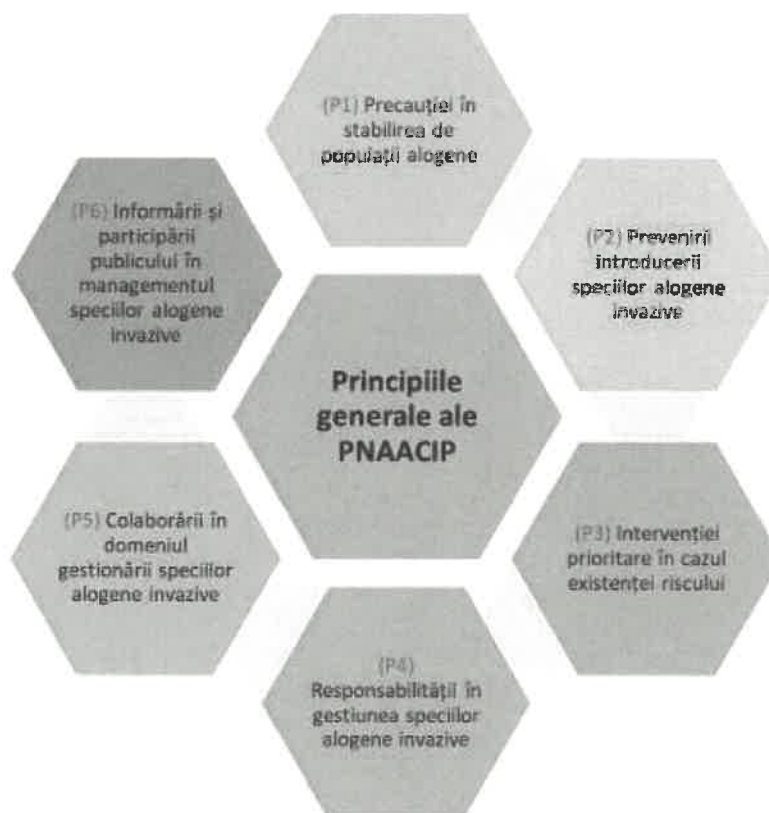 (P1) Precauției în
stabilirea de
populații alogene
(P2) Prevenirii
introducerii
speciilor alogene
invazive
(P3) Intervenției
prioritare în cazul
existenței riscului
(P4)
Responsabilității în
gestiunea speciilor
alogene invazive
(P5) Colaborării în
domeniul
gestionării speciilor
alogene invazive
(P6) Informării și
participării
publicului în
managementul
speciilor alogene
invazive
Principiile
generale ale
PNAACIP